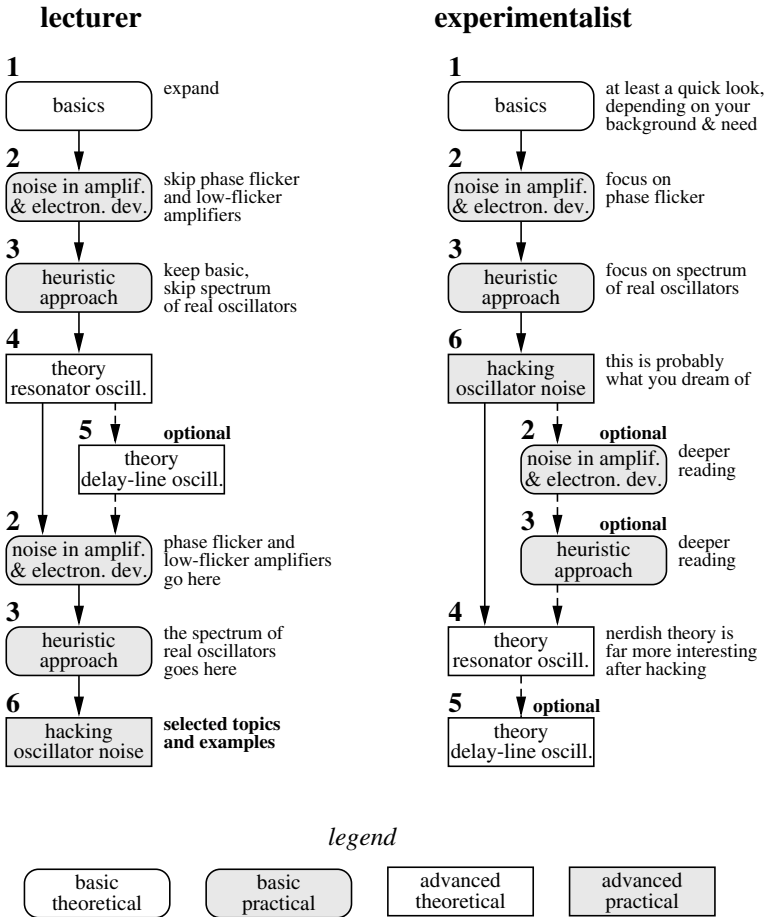 lecturer
1
basics
expand
2
noise in amplif.
& electron. dev.
skip phase flicker
and low-flicker
amplifiers
3
heuristic
approach
keep basic,
skip spectrum
of real oscillators
4
theory
resonator oscill.
5
optional
theory
delay-line oscill.
2
noise in amplif.
& electron. dev.
phase flicker and
low-flicker amplifiers
go here
3
heuristic
approach
the spectrum of
real oscillators
goes here
6
hacking
oscillator noise
selected topics
and examples
experimentalist
1
basics
at least a quick look,
depending on your
background & need
2
noise in amplif.
& electron. dev.
focus on
phase flicker
3
heuristic
approach
focus on spectrum
of real oscillators
6
hacking
oscillator noise
this is probably
what you dream of
2
optional
noise in amplif.
& electron. dev.
deeper
reading
3
optional
heuristic
approach
deeper
reading
4
theory
resonator oscill.
nerdish theory is
far more interesting
after hacking
5
optional
theory
delay-line oscill.
legend
basic
theoretical
basic
practical
advanced
theoretical
advanced
practical